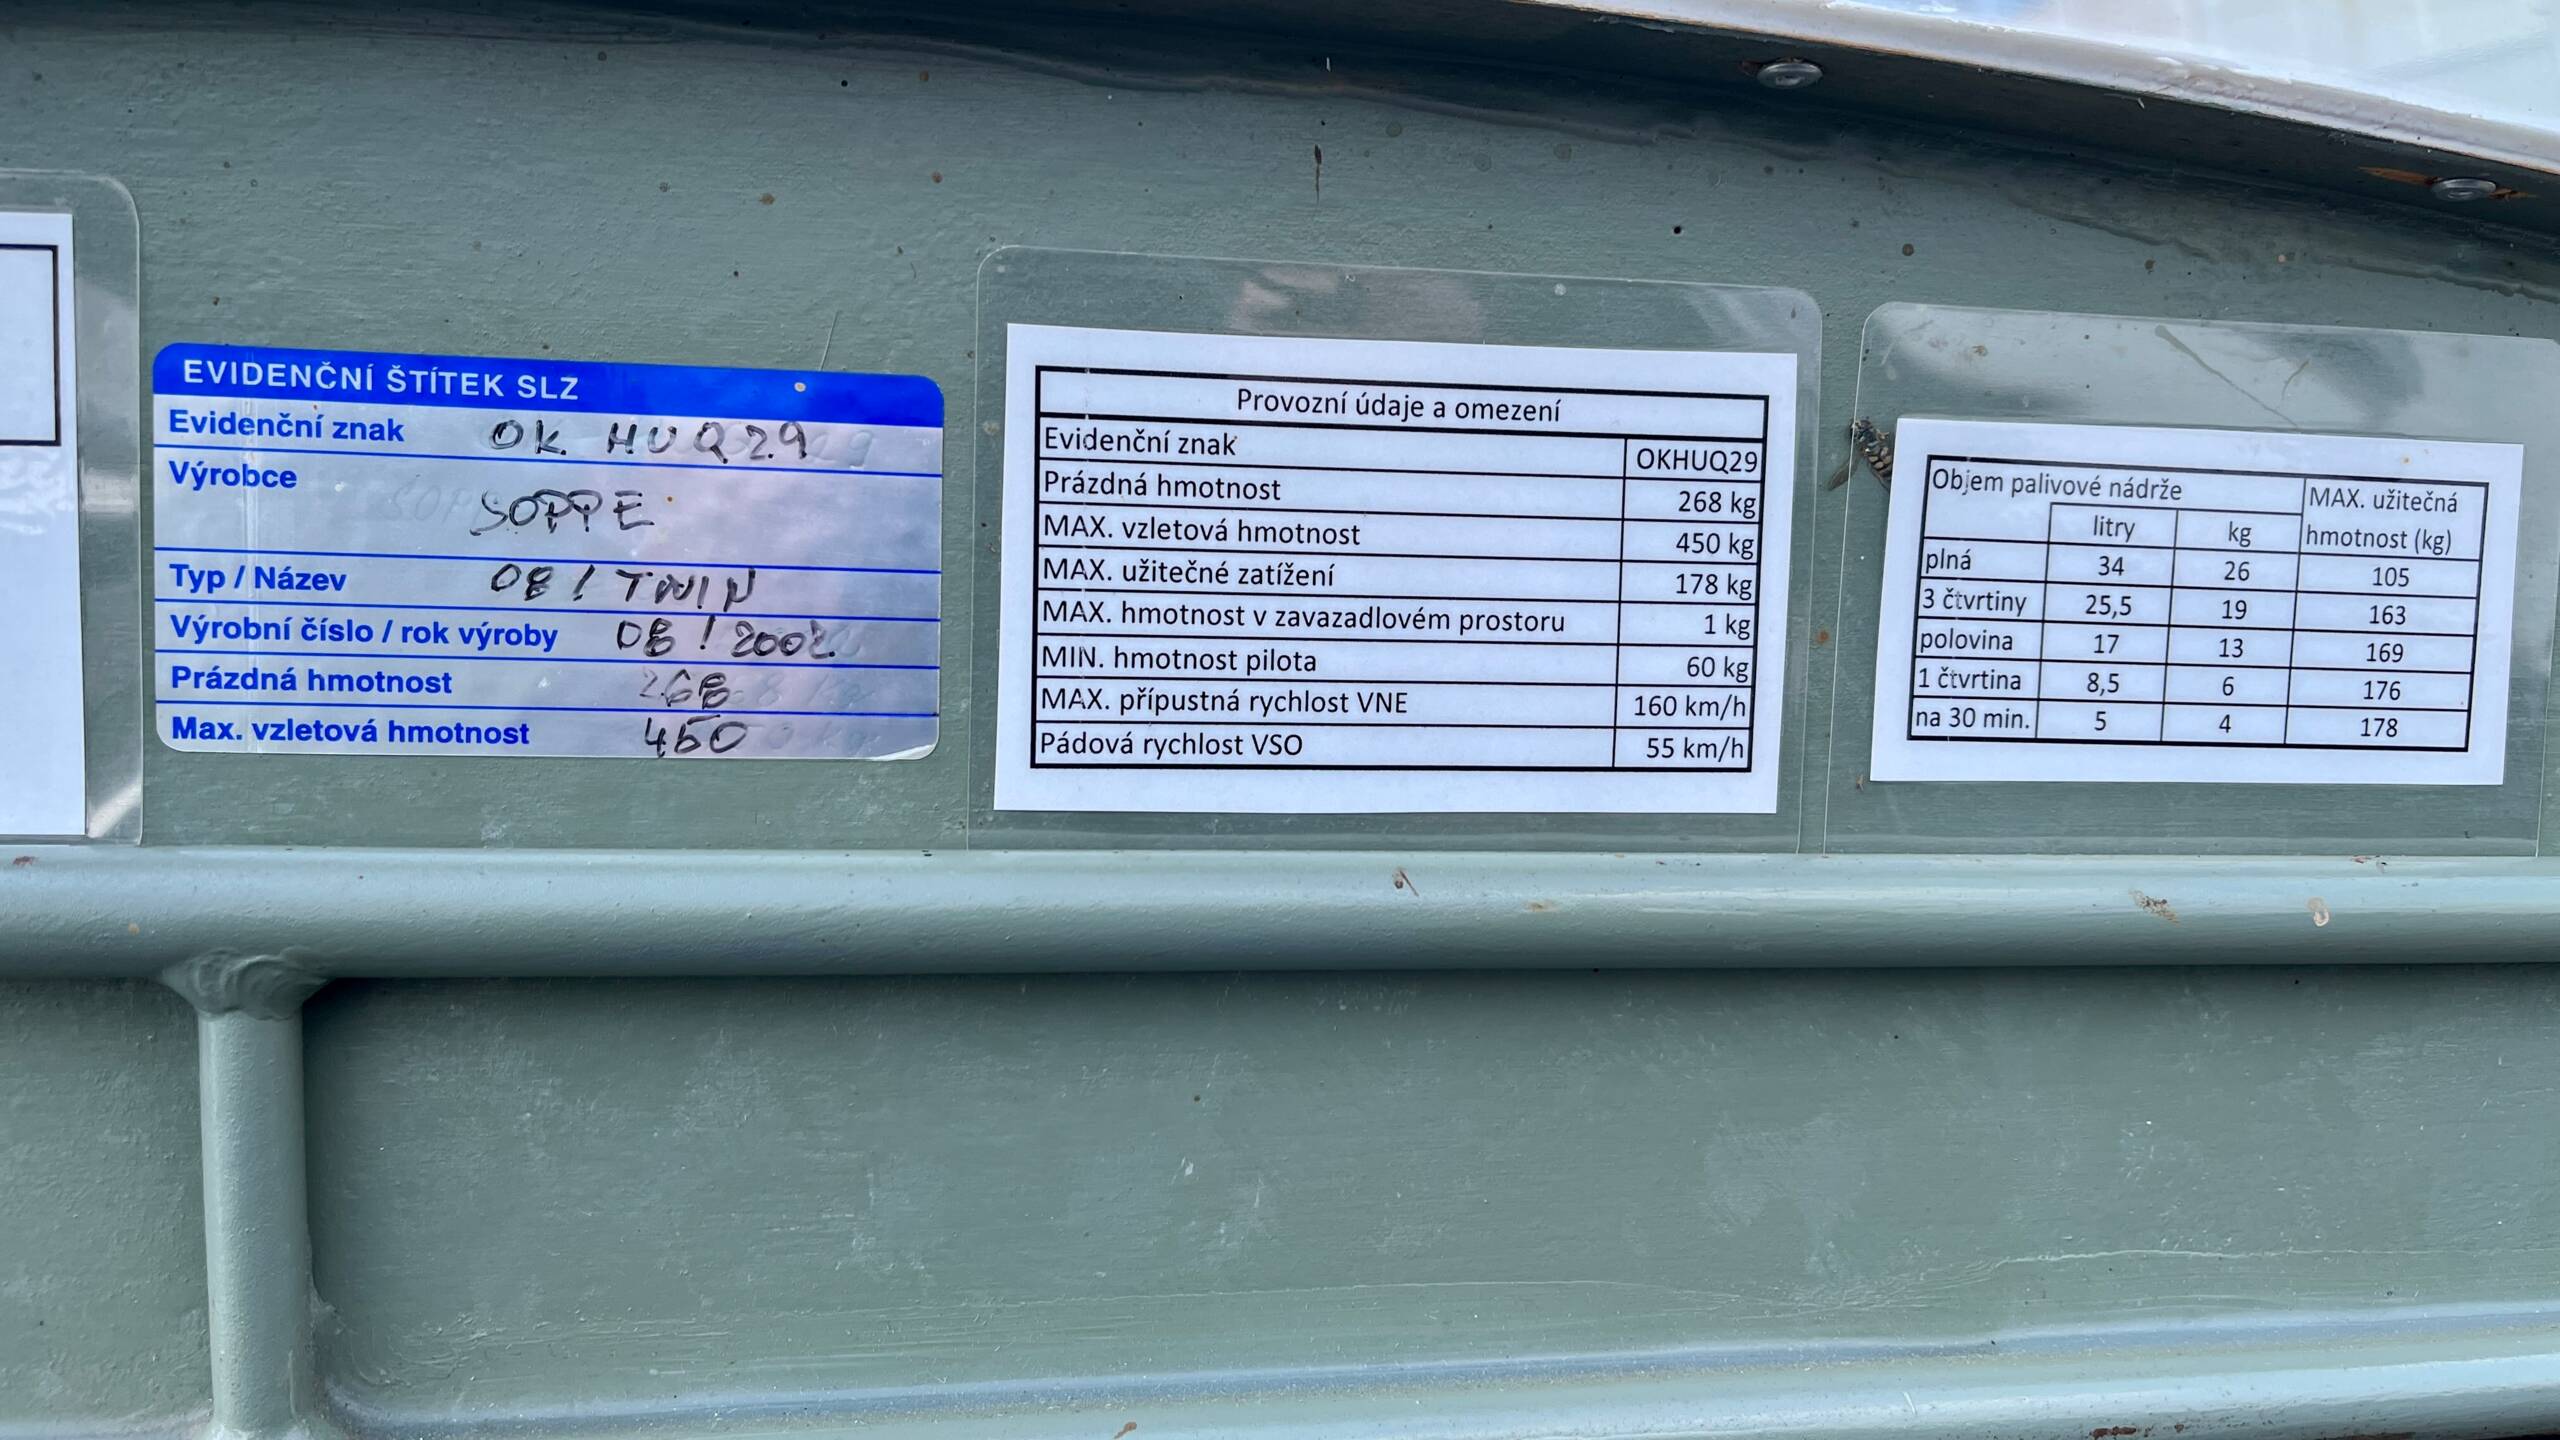 EVIDENČNÍ ŠTÍTEK SLZ
Evidenční znak OK HUQ29
Výrobce
SOPPE
Typ / Název 08 / TWIN
Výrobní číslo / rok výroby 08 / 2002
Prázdná hmotnost 268
Max. vzletová hmotnost 450
Provozní údaje a omezení
Evidenční znak OKHUQ29
Prázdná hmotnost 268 kg
MAX. vzletová hmotnost 450 kg
MAX. užitečné zatížení 178 kg
MAX. hmotnost v zavazadlovém prostoru 1 kg
MIN. hmotnost pilota 60 kg
MAX. přípustná rychlost VNE 160 km/h
Pádová rychlost VSO 55 km/h
Objem palivové nádrže MAX. užitečná
litry kg hmotnost (kg)
plná 34 26 105
3 čtvrtiny 25,5 19 163
polovina 17 13 169
1 čtvrtina 8,5 6 176
na 30 min. 5 4 178